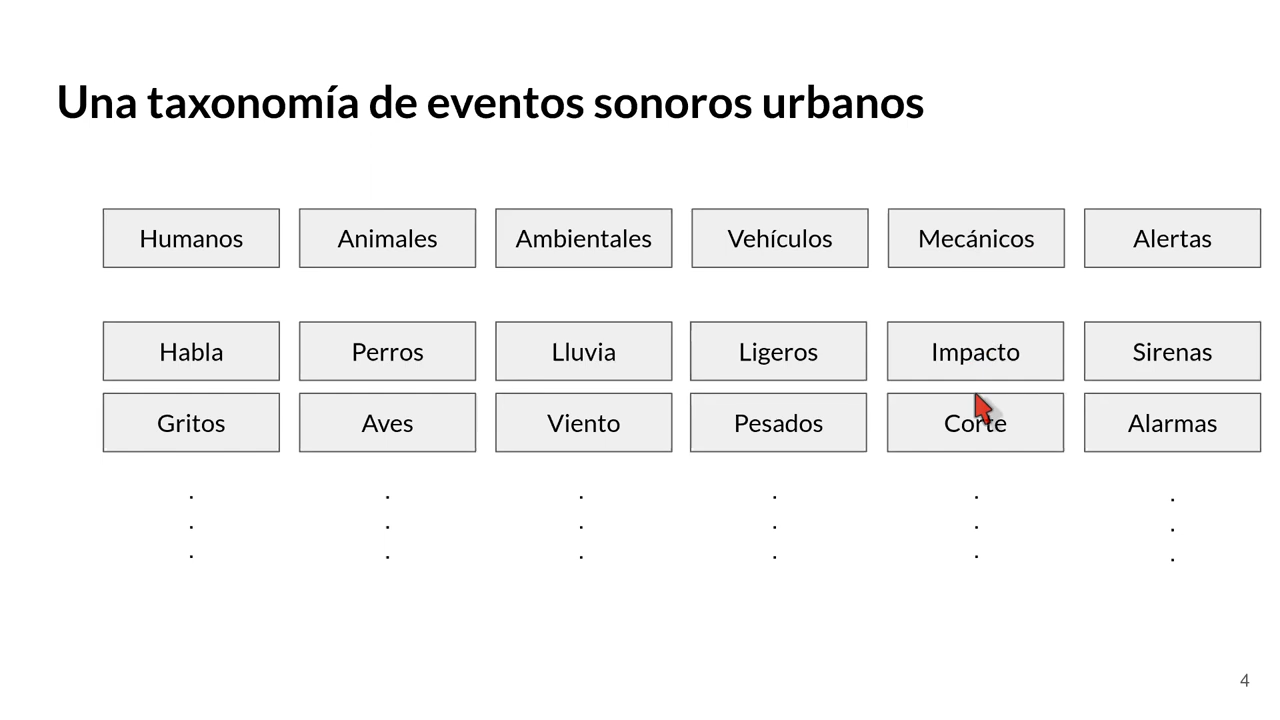 Una taxonomía de eventos sonoros urbanos
Humanos Animales Ambientales Vehículos Mecánicos Alertas
Habla Perros Lluvia Ligeros Impacto Sirenas
Gritos Aves Viento Pesados Corte Alarmas
. . . . . .
. . . . . .
. . . . . .
4